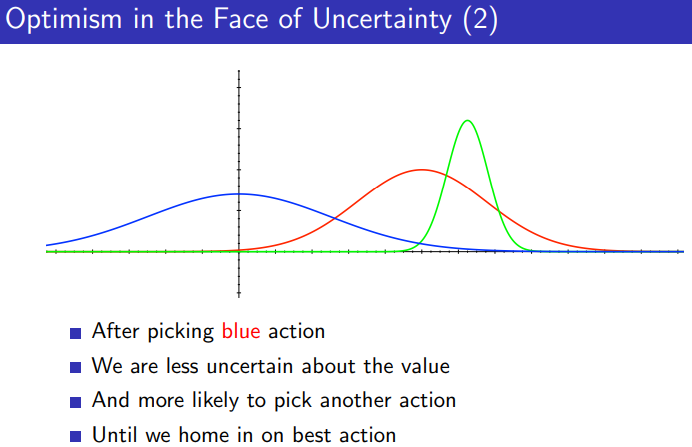 Optimism in the Face of Uncertainty (2)
After picking blue action
We are less uncertain about the value
And more likely to pick another action
Until we home in on best action